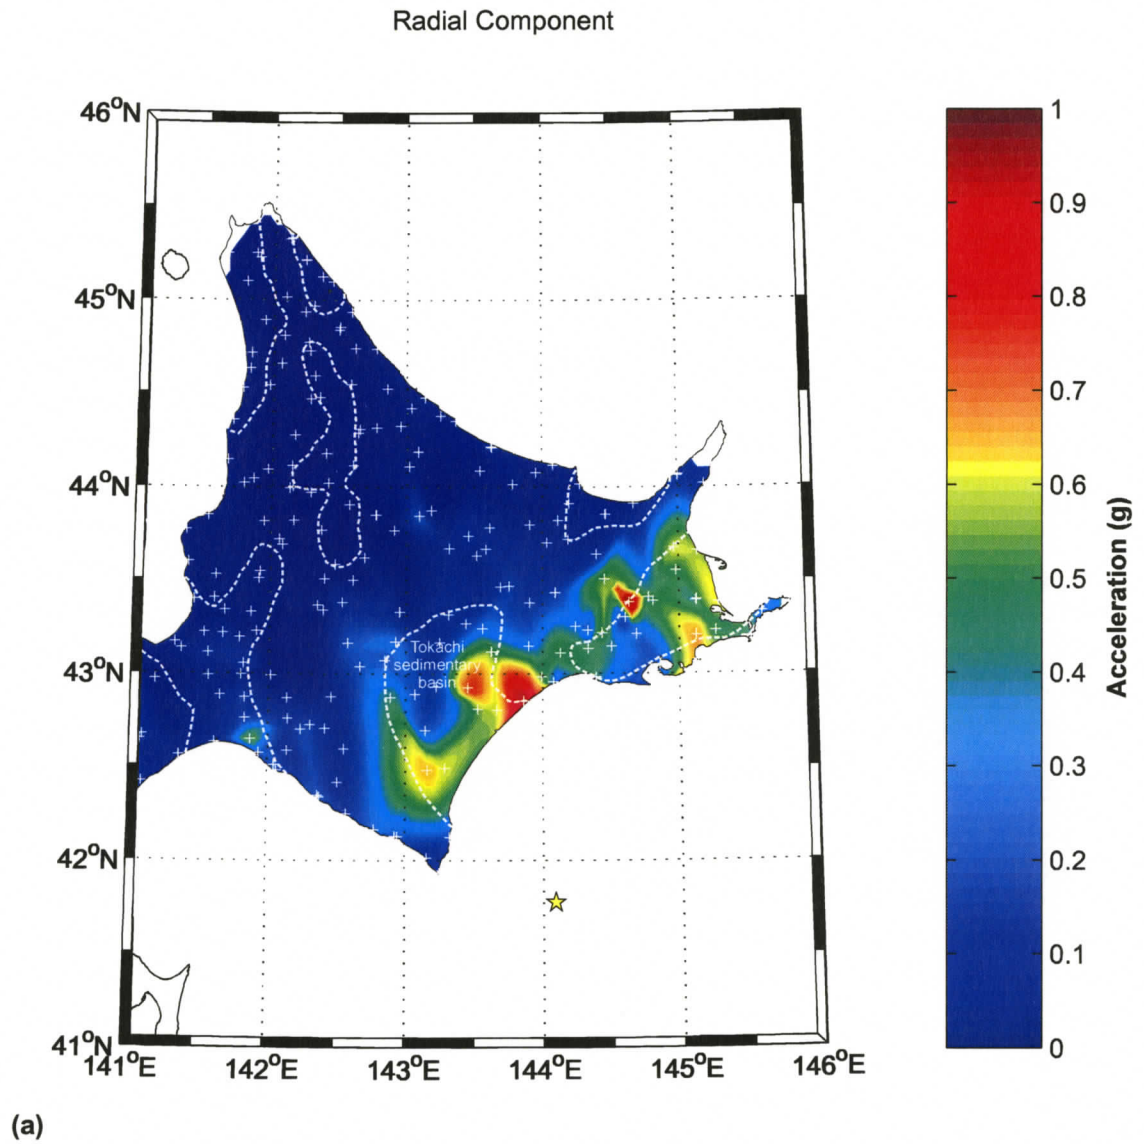 Radial Component
46°N
45°N
44°N
43°N
42°N
41°N
141°E
142°E
143°E
144°E
145°E
146°E
Tokachi
sedimentary
basin
1
0.9
0.8
0.7
0.6
0.5
0.4
0.3
0.2
0.1
0
Acceleration (g)
(a)